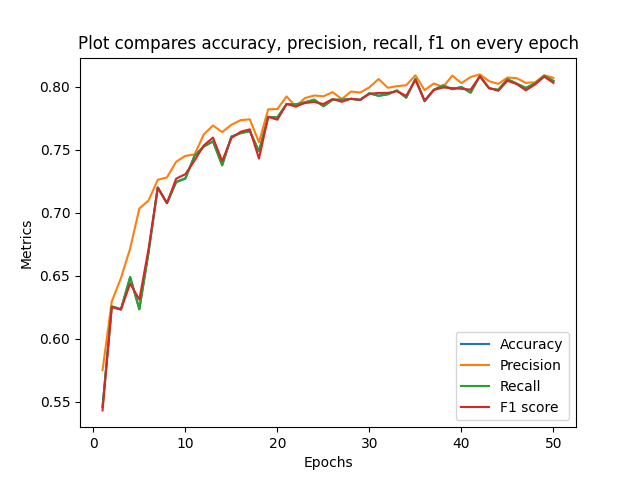 Plot compares accuracy, precision, recall, f1 on every epoch
0.80
0.75
0.70
0.65
0.60
0.55
Metrics
0
10
20
30
40
50
Epochs
Accuracy
Precision
Recall
F1 score